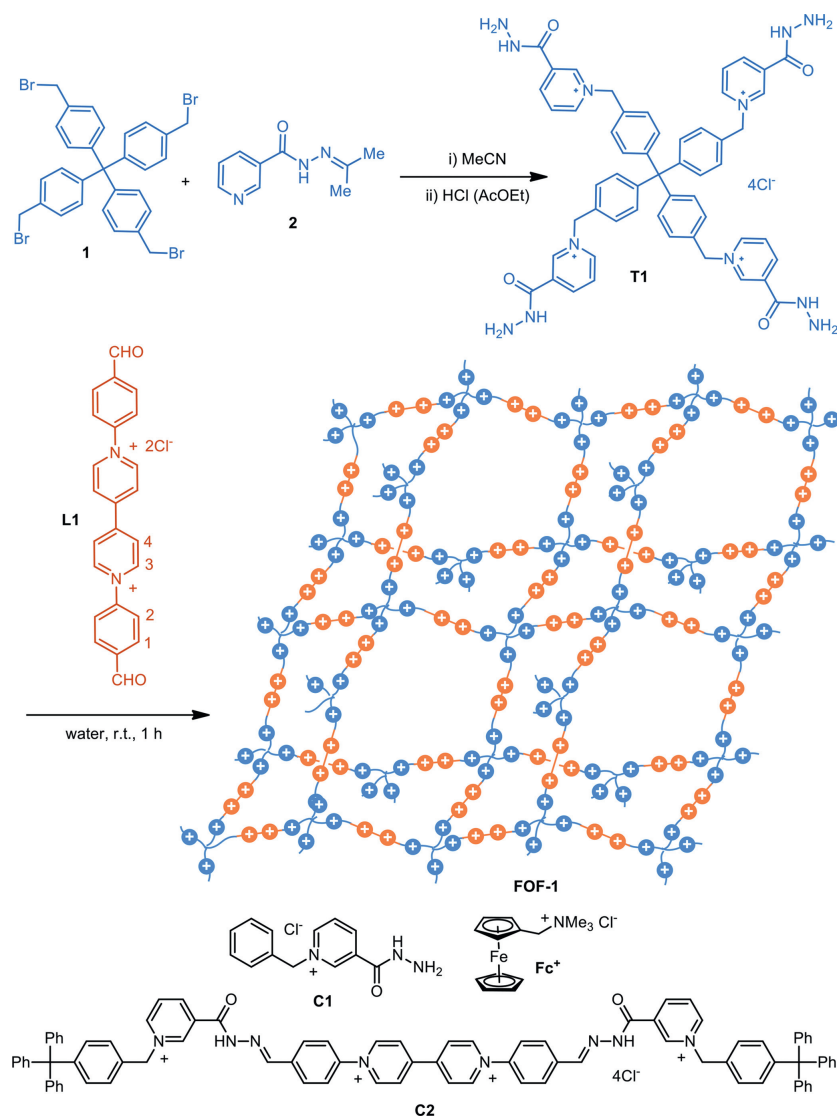 Br
Br
Br
Br
1
+
O
N
H
N
Me
Me
N
2
i) MeCN
ii) HCl (AcOEt)
H2N
NH
O
N
+
NH2
HN
O
N
+
4Cl-
N
+
O
NH
H2N
N
+
O
NH
NH2
T1
CHO
N
+ 2Cl-
L1
4
3
N
+
2
1
CHO
water, r.t., 1 h
FOF-1
Cl-
N
+
O
H
N
NH2
C1
+
NMe3 Cl-
Fe
Fc+
Ph
Ph
Ph
N
+
O
NH-N
N
+
N
+
N-NH
O
N
+
4Cl-
Ph
Ph
Ph
C2